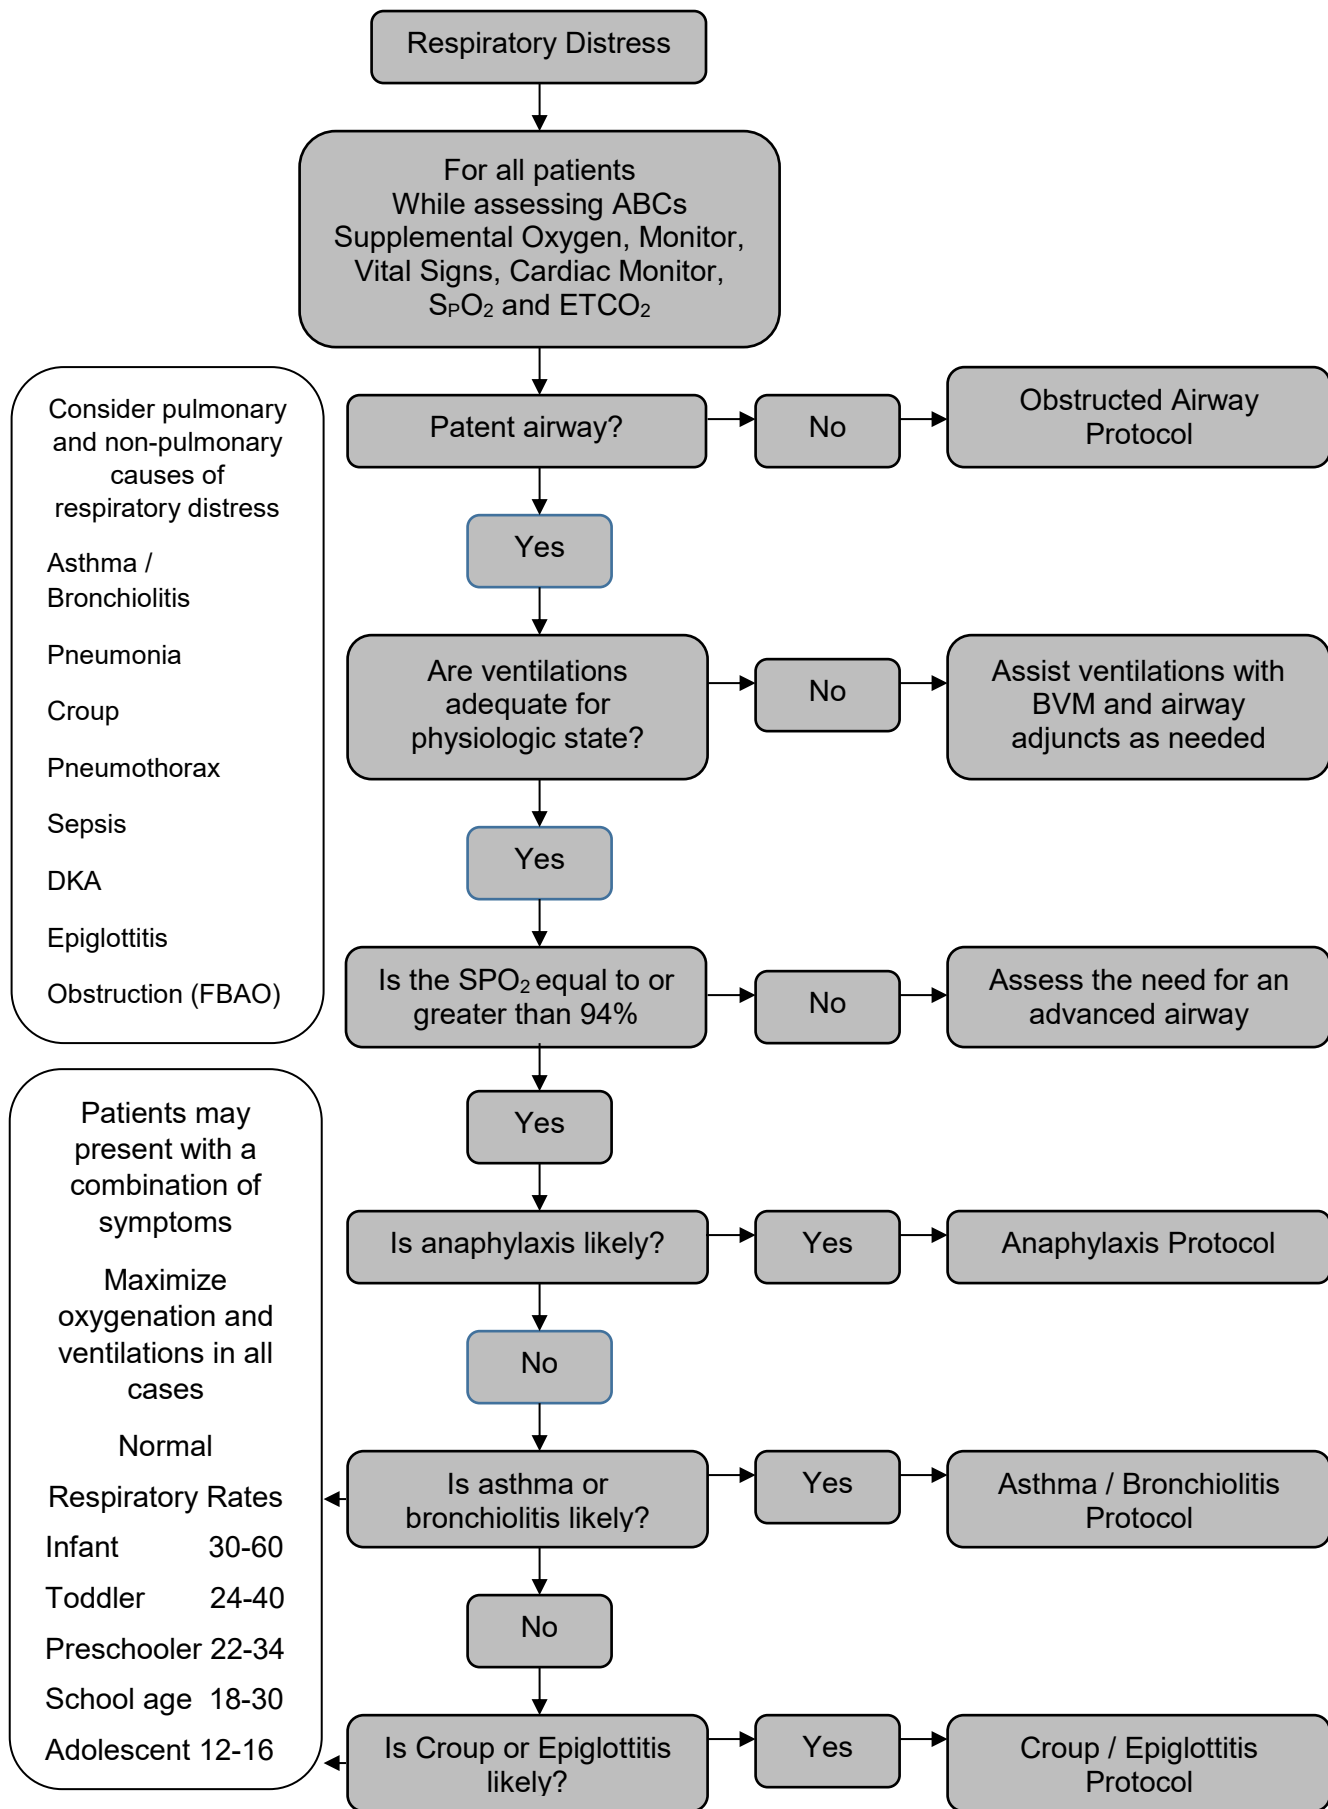 Respiratory Distress
For all patients
While assessing ABCs
Supplemental Oxygen, Monitor,
Vital Signs, Cardiac Monitor,
SPO2 and ETCO2
Patent airway?
No
Obstructed Airway
Protocol
Yes
Are ventilations
adequate for
physiologic state?
No
Assist ventilations with
BVM and airway
adjuncts as needed
Yes
Is the SPO2 equal to or
greater than 94%
No
Assess the need for an
advanced airway
Yes
Is anaphylaxis likely?
Yes
Anaphylaxis Protocol
No
Is asthma or
bronchiolitis likely?
Yes
Asthma / Bronchiolitis
Protocol
No
Is Croup or Epiglottitis
likely?
Yes
Croup / Epiglottitis
Protocol
Consider pulmonary
and non-pulmonary
causes of
respiratory distress
Asthma /
Bronchiolitis
Pneumonia
Croup
Pneumothorax
Sepsis
DKA
Epiglottitis
Obstruction (FBAO)
Patients may
present with a
combination of
symptoms
Maximize
oxygenation and
ventilations in all
cases
Normal
Respiratory Rates
Infant 30-60
Toddler 24-40
Preschooler 22-34
School age 18-30
Adolescent 12-16